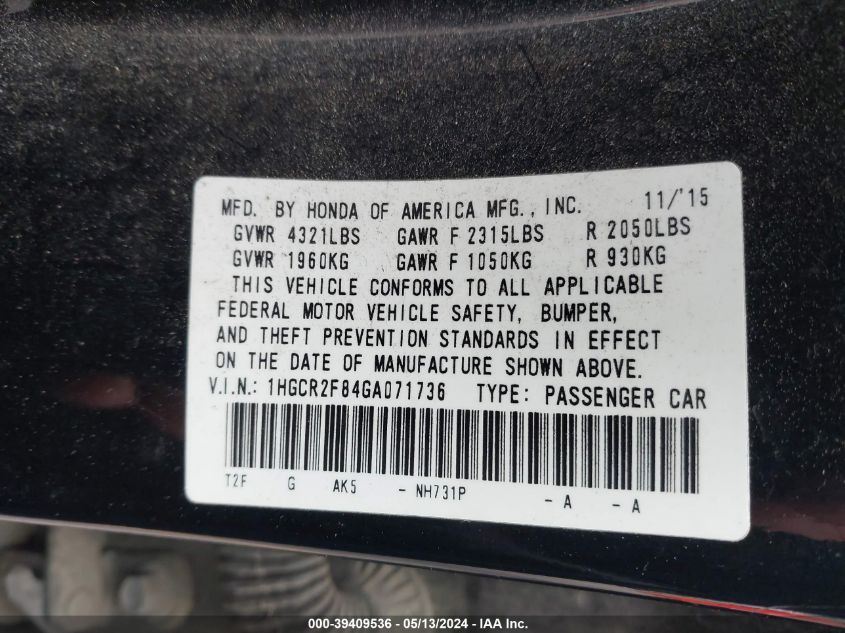 MFD. BY HONDA OF AMERICA MFG., INC. 11/'15
GVWR 4321LBS GAWR F 2315LBS R 2050LBS
GVWR 1960KG GAWR F 1050KG R 930KG
THIS VEHICLE CONFORMS TO ALL APPLICABLE
FEDERAL MOTOR VEHICLE SAFETY, BUMPER,
AND THEFT PREVENTION STANDARDS IN EFFECT
ON THE DATE OF MANUFACTURE SHOWN ABOVE.
V.I.N.: 1HGCR2F84GA071736 TYPE: PASSENGER CAR
T2F G AK5 - NH731P - A - A
000-39409536 - 05/13/2024 - IAA Inc.